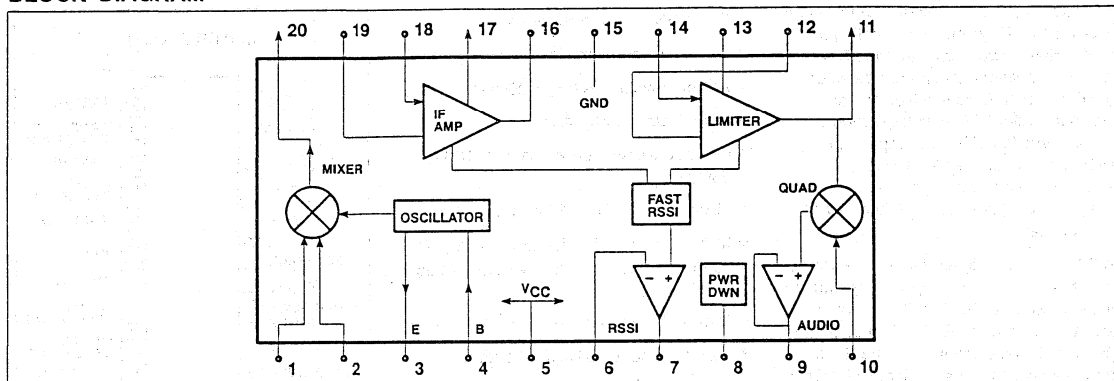 BLOCK DIAGRAM
20 19 18 17 16 15 14 13 12 11
IF
AMP
GND
LIMITER
MIXER
OSCILLATOR
FAST
RSSI
QUAD
VCC
− +
PWR
DWN
− +
E B
RSSI
AUDIO
1 2 3 4 5 6 7 8 9 10